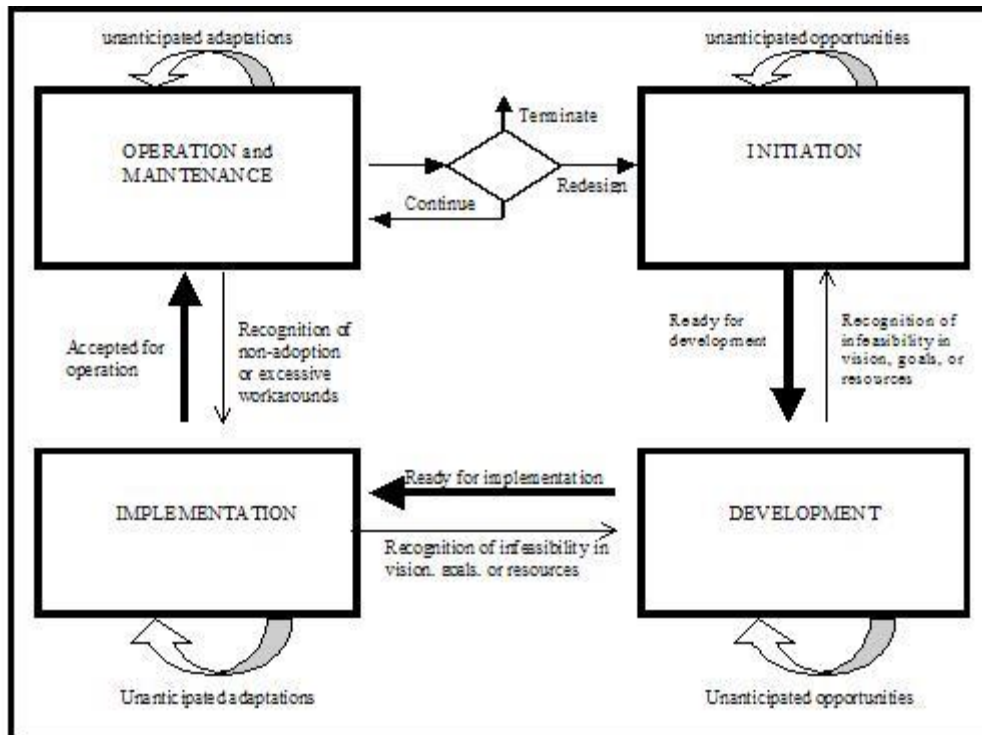 unanticipated adaptations
unanticipated opportunities
Terminate
OPERATION and
MAINTENANCE
INITIATION
Redesign
Continue
Accepted for
operation
Recognition of
non-adoption
or excessive
workarounds
Ready for
development
Recognition of
infeasibility in
vision, goals, or
resources
Ready for implementation
IMPLEMENTATION
DEVELOPMENT
Recognition of infeasibility in
vision, goals, or resources
Unanticipated adaptations
Unanticipated opportunities